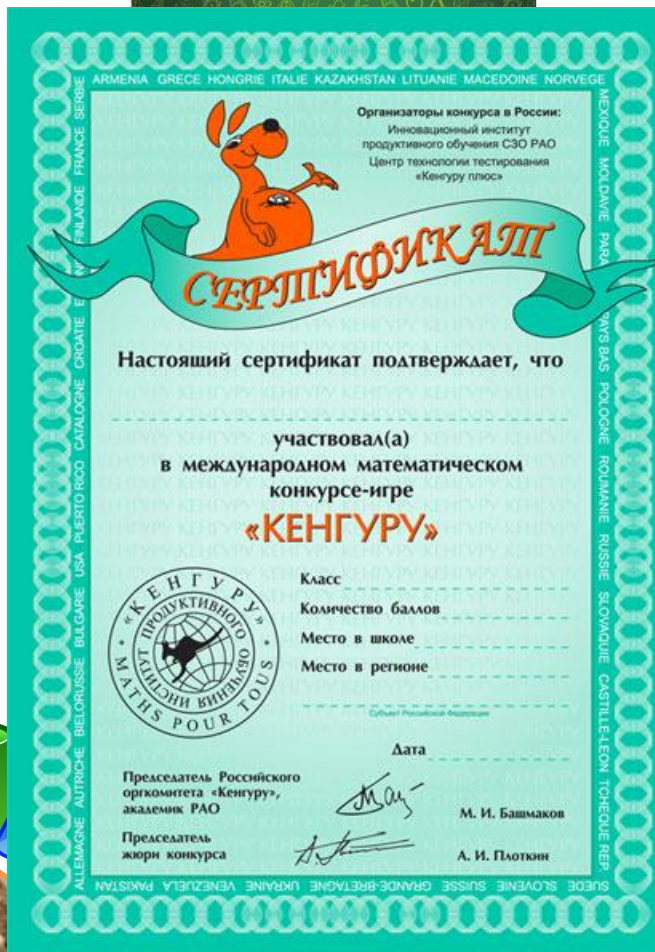 ARMENIA GRECE HONGRIE ITALIE KAZAKHSTAN LITUANIE MACEDOINE NORVEGE
MEXIQUE MOLDAVIE PARA
PAYS BAS POLOGNE ROUMANIE RUSSIE SLOVAQUIE CASTILLE-LEON TCHEQUE REP.
SUEDE SLOVENIE SUISSE GRANDE-BRETAGNE UKRAINE VENEZUELA PAKISTAN
ALLEMAGNE AUTRICHE BIELORUSSIE BULGARIE USA PUERTO RICO CATALOGNE CROATIE
FINLANDE FRANCE SERBIE
Организаторы конкурса в России:
Инновационный институт
продуктивного обучения СЗО РАО
Центр технологии тестирования
«Кенгуру плюс»
СЕРТИФИКАТ
Настоящий сертификат подтверждает, что
участвовал(а)
в международном математическом
конкурсе-игре
«КЕНГУРУ»
Класс
Количество баллов
Место в школе
Место в регионе
Субъект Российской Федерации
"КЕНГУРУ"
MATHS POUR TOUS
ИНСТИТУТ ПРОДУКТИВНОГО ОБУЧЕНИЯ
Дата
Председатель Российского
оргкомитета «Кенгуру»,
академик РАО
М. И. Башмаков
Председатель
жюри конкурса
А. И. Плоткин